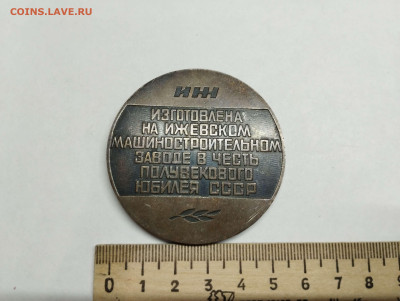 COINS.LAVE.RU
ИЖ
ИЗГОТОВЛЕНА
НА ИЖЕВСКОМ
МАШИНОСТРОИТЕЛЬНОМ
ЗАВОДЕ В ЧЕСТЬ
ПОЛУВЕКОВОГО
ЮБИЛЕЯ СССР
0 1 2 3 4 5 6 7 8 9